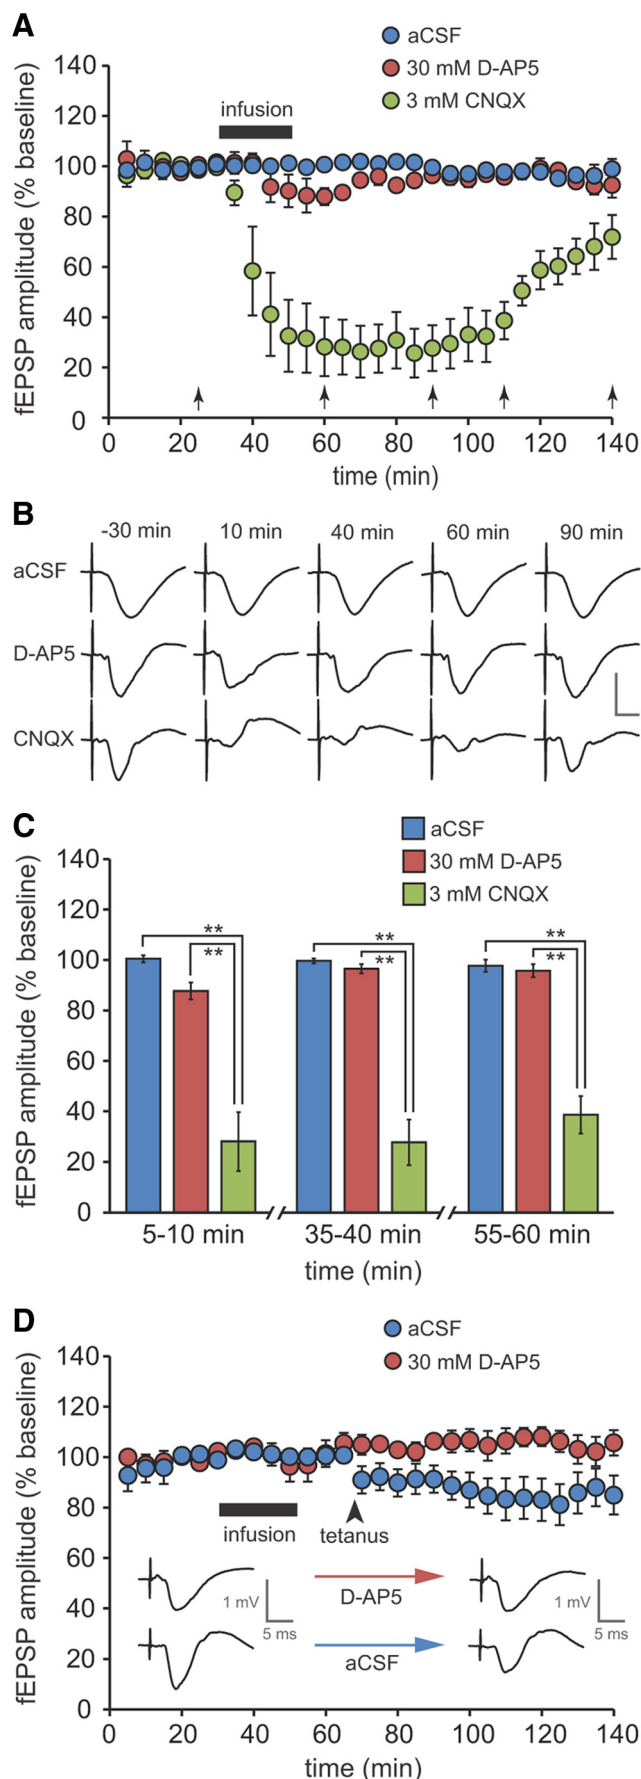 A
aCSF
30 mM D-AP5
3 mM CNQX
infusion
fEPSP amplitude (% baseline)
140
120
100
80
60
40
20
0
0 20 40 60 80 100 120 140
time (min)
B
-30 min 10 min 40 min 60 min 90 min
aCSF
D-AP5
CNQX
C
aCSF
30 mM D-AP5
3 mM CNQX
fEPSP amplitude (% baseline)
140
120
100
80
60
40
20
0
** ** **
** ** **
5-10 min 35-40 min 55-60 min
time (min)
D
aCSF
30 mM D-AP5
fEPSP amplitude (% baseline)
140
120
100
80
60
40
20
0
infusion
tetanus
1 mV
5 ms
D-AP5
aCSF
1 mV
5 ms
0 20 40 60 80 100 120 140
time (min)